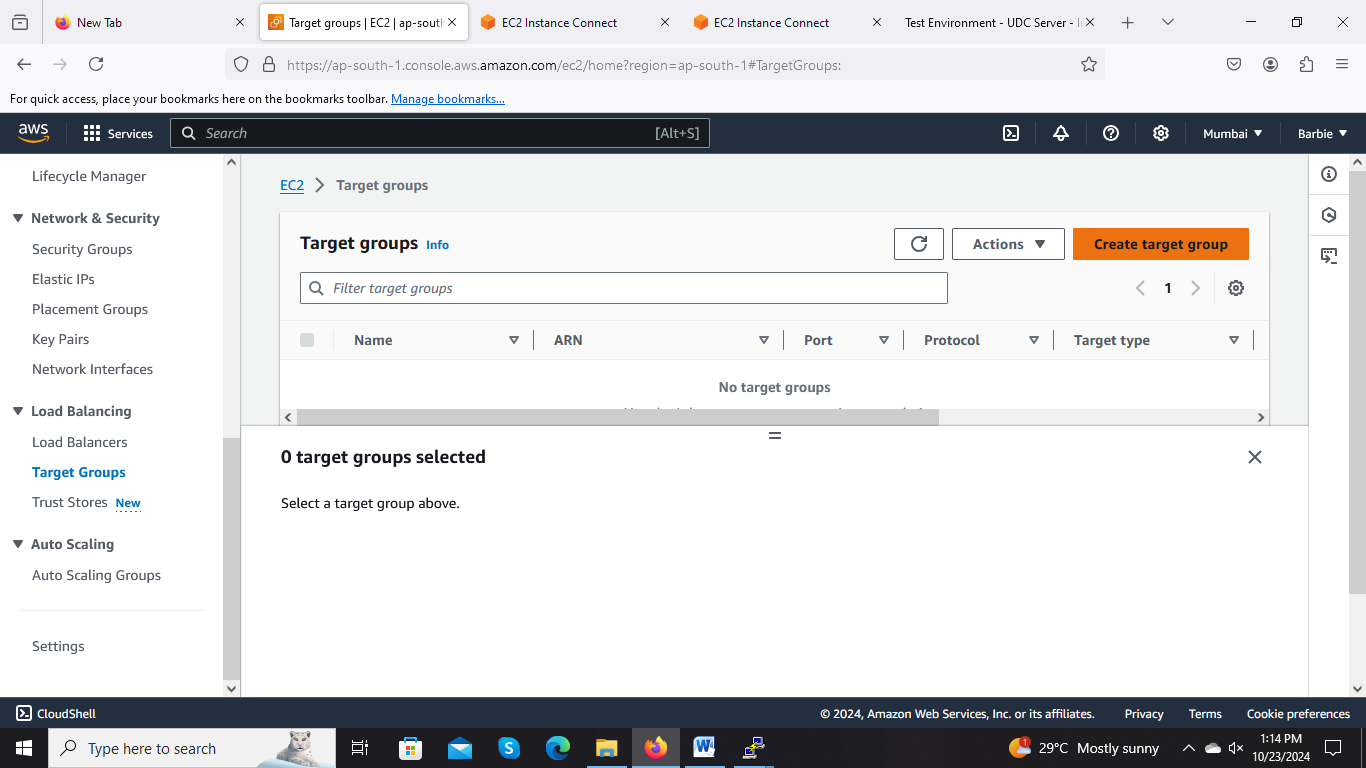 New Tab
Target groups | EC2 | ap-sout
EC2 Instance Connect
EC2 Instance Connect
Test Environment - UDC Server -
https://ap-south-1.console.aws.amazon.com/ec2/home?region=ap-south-1#TargetGroups:
For quick access, place your bookmarks here on the bookmarks toolbar. Manage bookmarks...
aws
Services
Search
[Alt+S]
Mumbai
Barbie
Lifecycle Manager
Network & Security
Security Groups
Elastic IPs
Placement Groups
Key Pairs
Network Interfaces
Load Balancing
Load Balancers
Target Groups
Trust Stores New
Auto Scaling
Auto Scaling Groups
Settings
EC2 Target groups
Target groups Info
Actions
Create target group
Filter target groups
1
Name ARN Port Protocol Target type
No target groups
0 target groups selected
Select a target group above.
CloudShell
© 2024, Amazon Web Services, Inc. or its affiliates. Privacy Terms Cookie preferences
Type here to search
1
29°C Mostly sunny
1:14 PM
10/23/2024